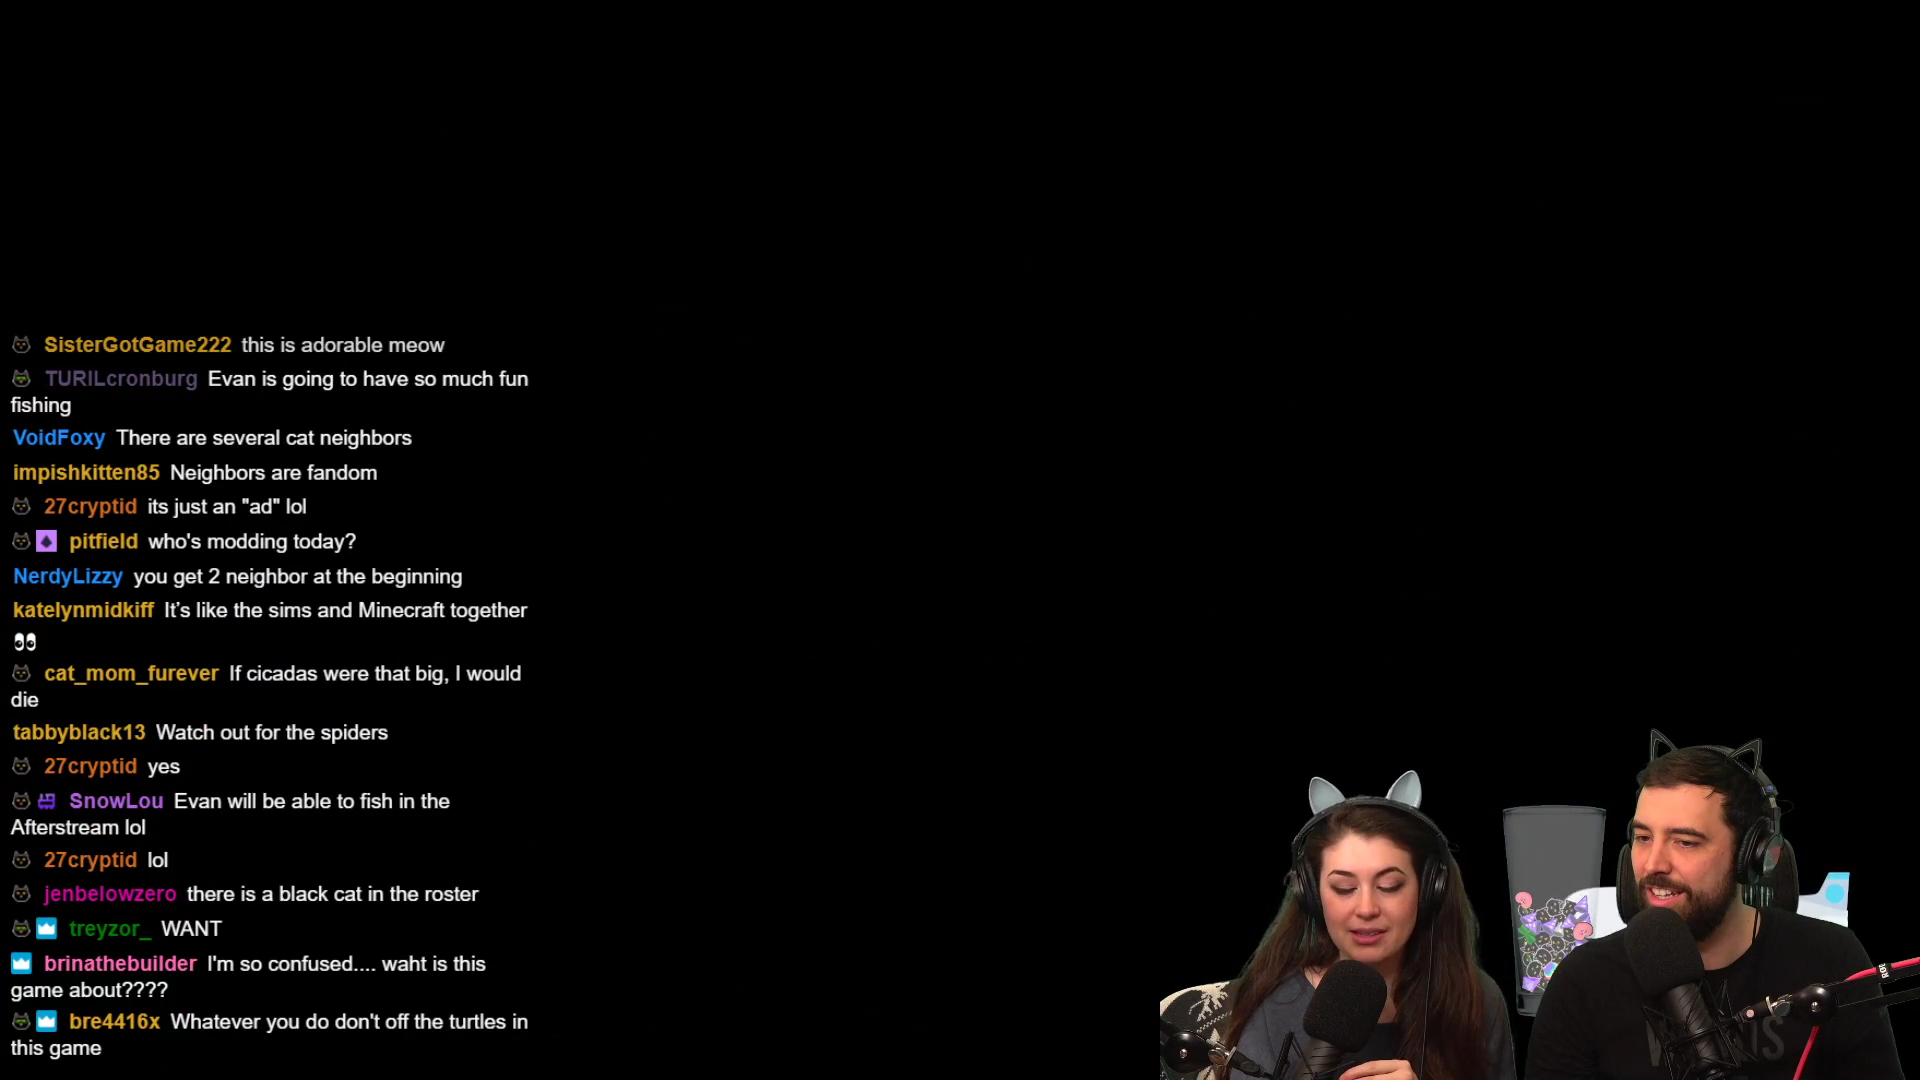 SisterGotGame222 this is adorable meow
TURILcronburg Evan is going to have so much fun
fishing
VoidFoxy There are several cat neighbors
impishkitten85 Neighbors are fandom
27cryptid its just an "ad" lol
pitfield who's modding today?
NerdyLizzy you get 2 neighbor at the beginning
katelynmidkiff It's like the sims and Minecraft together
👀
cat_mom_furever If cicadas were that big, I would
die
tabbyblack13 Watch out for the spiders
27cryptid yes
SnowLou Evan will be able to fish in the
Afterstream lol
27cryptid lol
jenbelowzero there is a black cat in the roster
treyzor_ WANT
brinathebuilder I'm so confused.... waht is this
game about????
bre4416x Whatever you do don't off the turtles in
this game